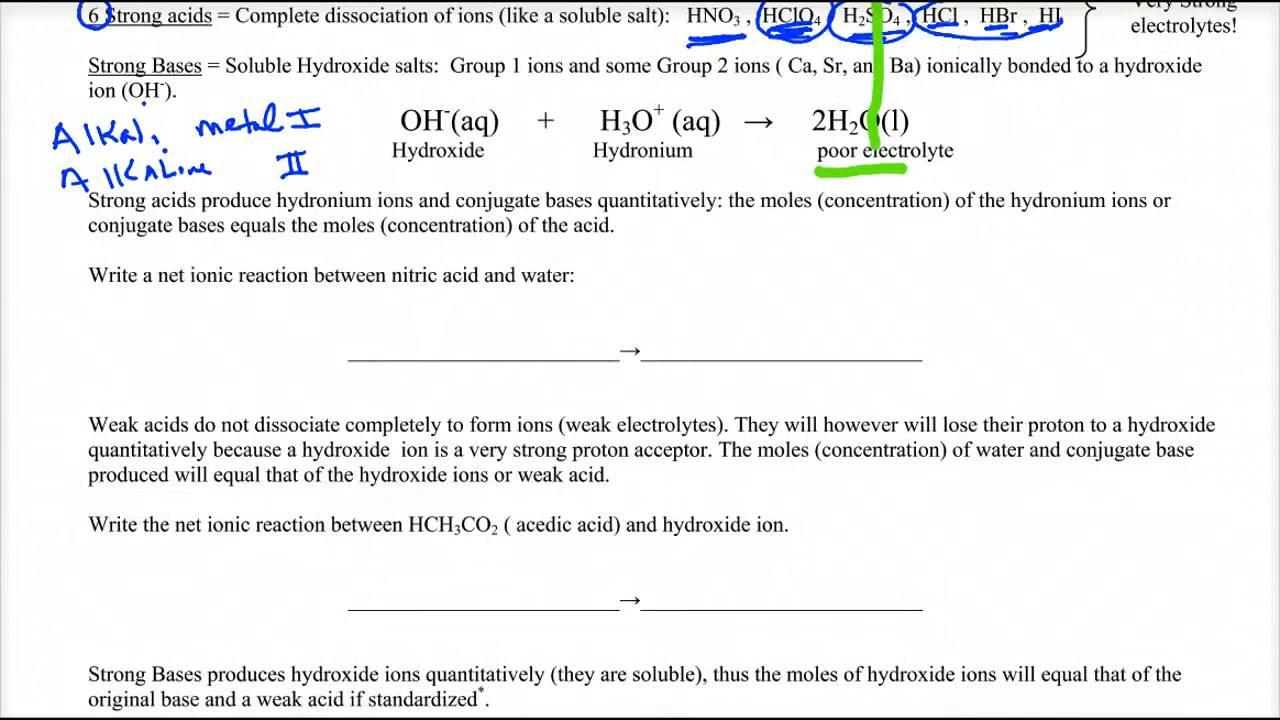 6 Strong acids = Complete dissociation of ions (like a soluble salt): HNO₃ , HClO₄ H₂SO₄ , HCl , HBr , HI, Very Strong
electrolytes!
Strong Bases = Soluble Hydroxide salts: Group 1 ions and some Group 2 ions ( Ca, Sr, and Ba) ionically bonded to a hydroxide
ion (OH⁻).
Alkali metal I
OH⁻(aq) + H₃O⁺ (aq) → 2H₂O(l)
Hydroxide Hydronium poor electrolyte
Alkaline II
Strong acids produce hydronium ions and conjugate bases quantitatively: the moles (concentration) of the hydronium ions or
conjugate bases equals the moles (concentration) of the acid.
Write a net ionic reaction between nitric acid and water:
→
Weak acids do not dissociate completely to form ions (weak electrolytes). They will however will lose their proton to a hydroxide
quantitatively because a hydroxide ion is a very strong proton acceptor. The moles (concentration) of water and conjugate base
produced will equal that of the hydroxide ions or weak acid.
Write the net ionic reaction between HCH₃CO₂ ( acedic acid) and hydroxide ion.
→
Strong Bases produces hydroxide ions quantitatively (they are soluble), thus the moles of hydroxide ions will equal that of the
original base and a weak acid if standardized*.